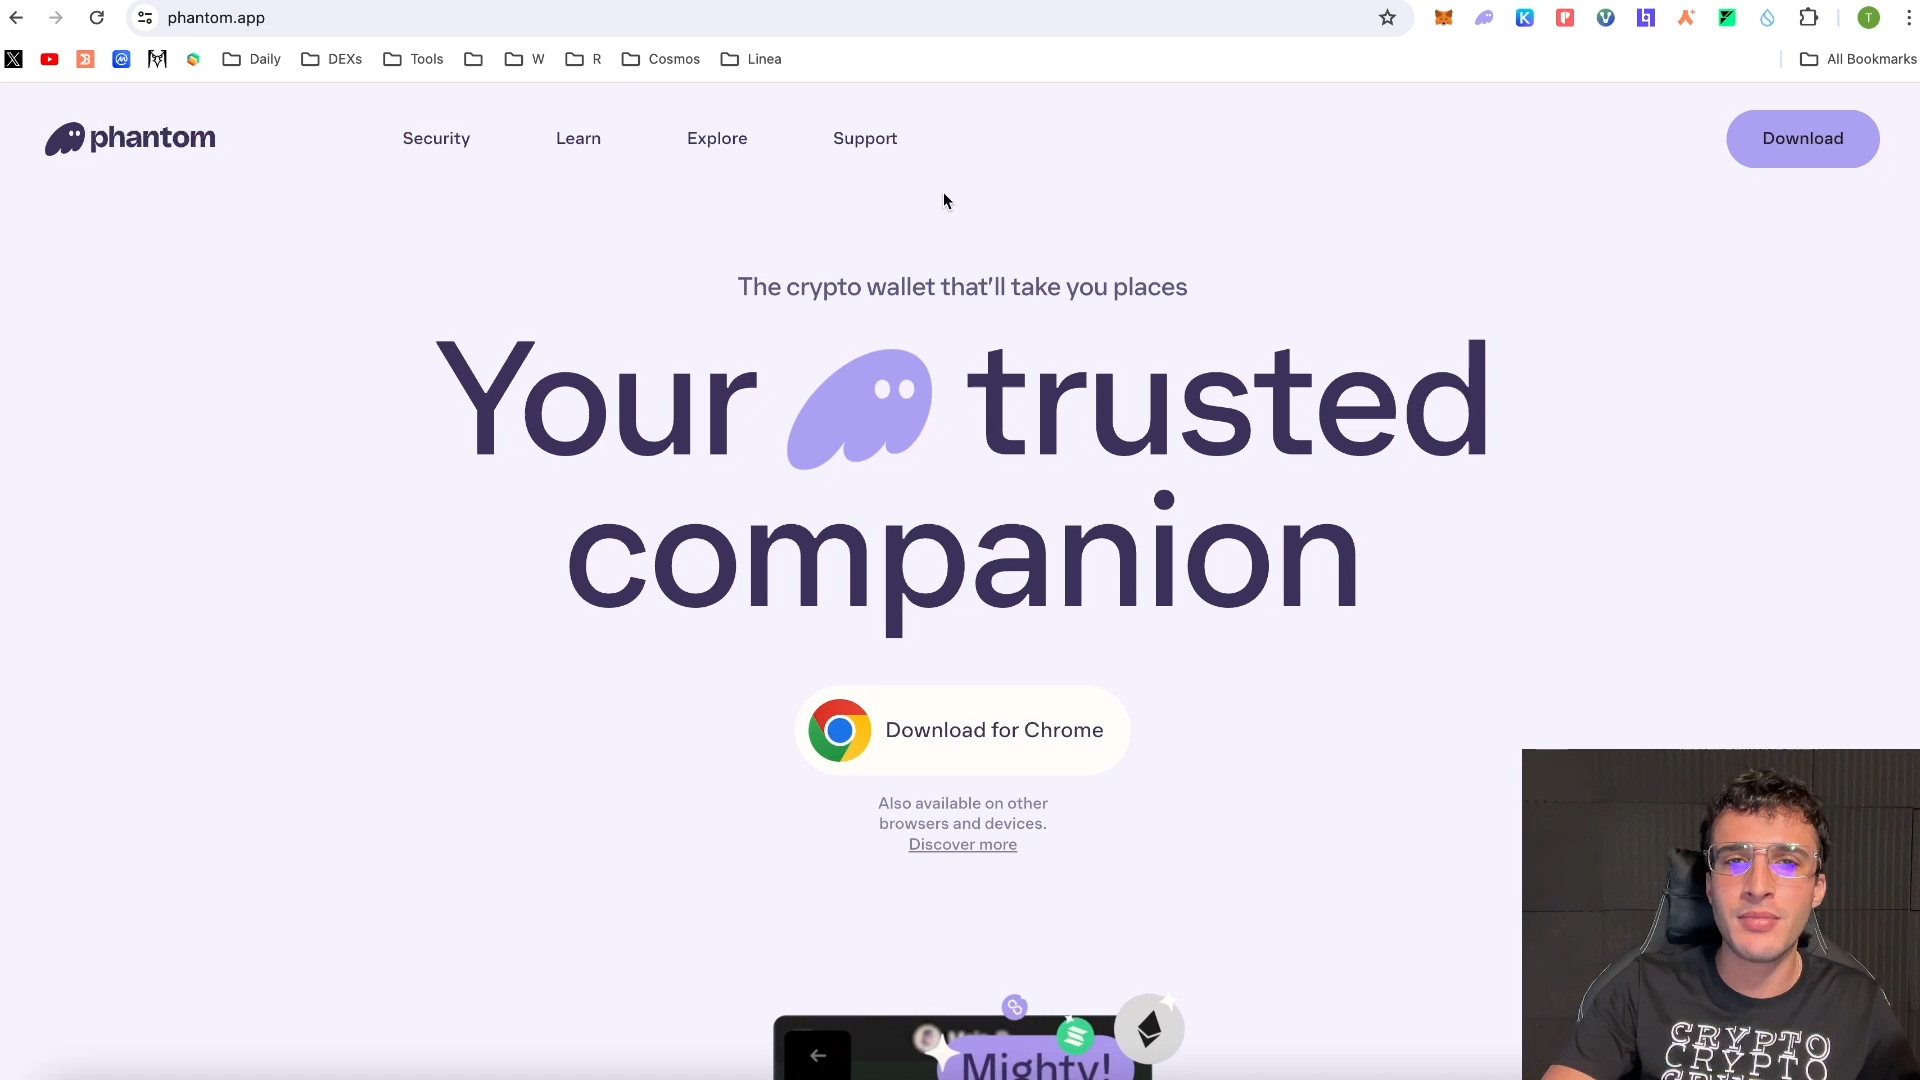 phantom.app
Daily
DEXs
Tools
W
R
Cosmos
Linea
All Bookmarks
T
phantom
Security
Learn
Explore
Support
Download
The crypto wallet that'll take you places
Your trusted
companion
Download for Chrome
Also available on other
browsers and devices.
Discover more
Mighty!
CRYPTO
CRYPTO